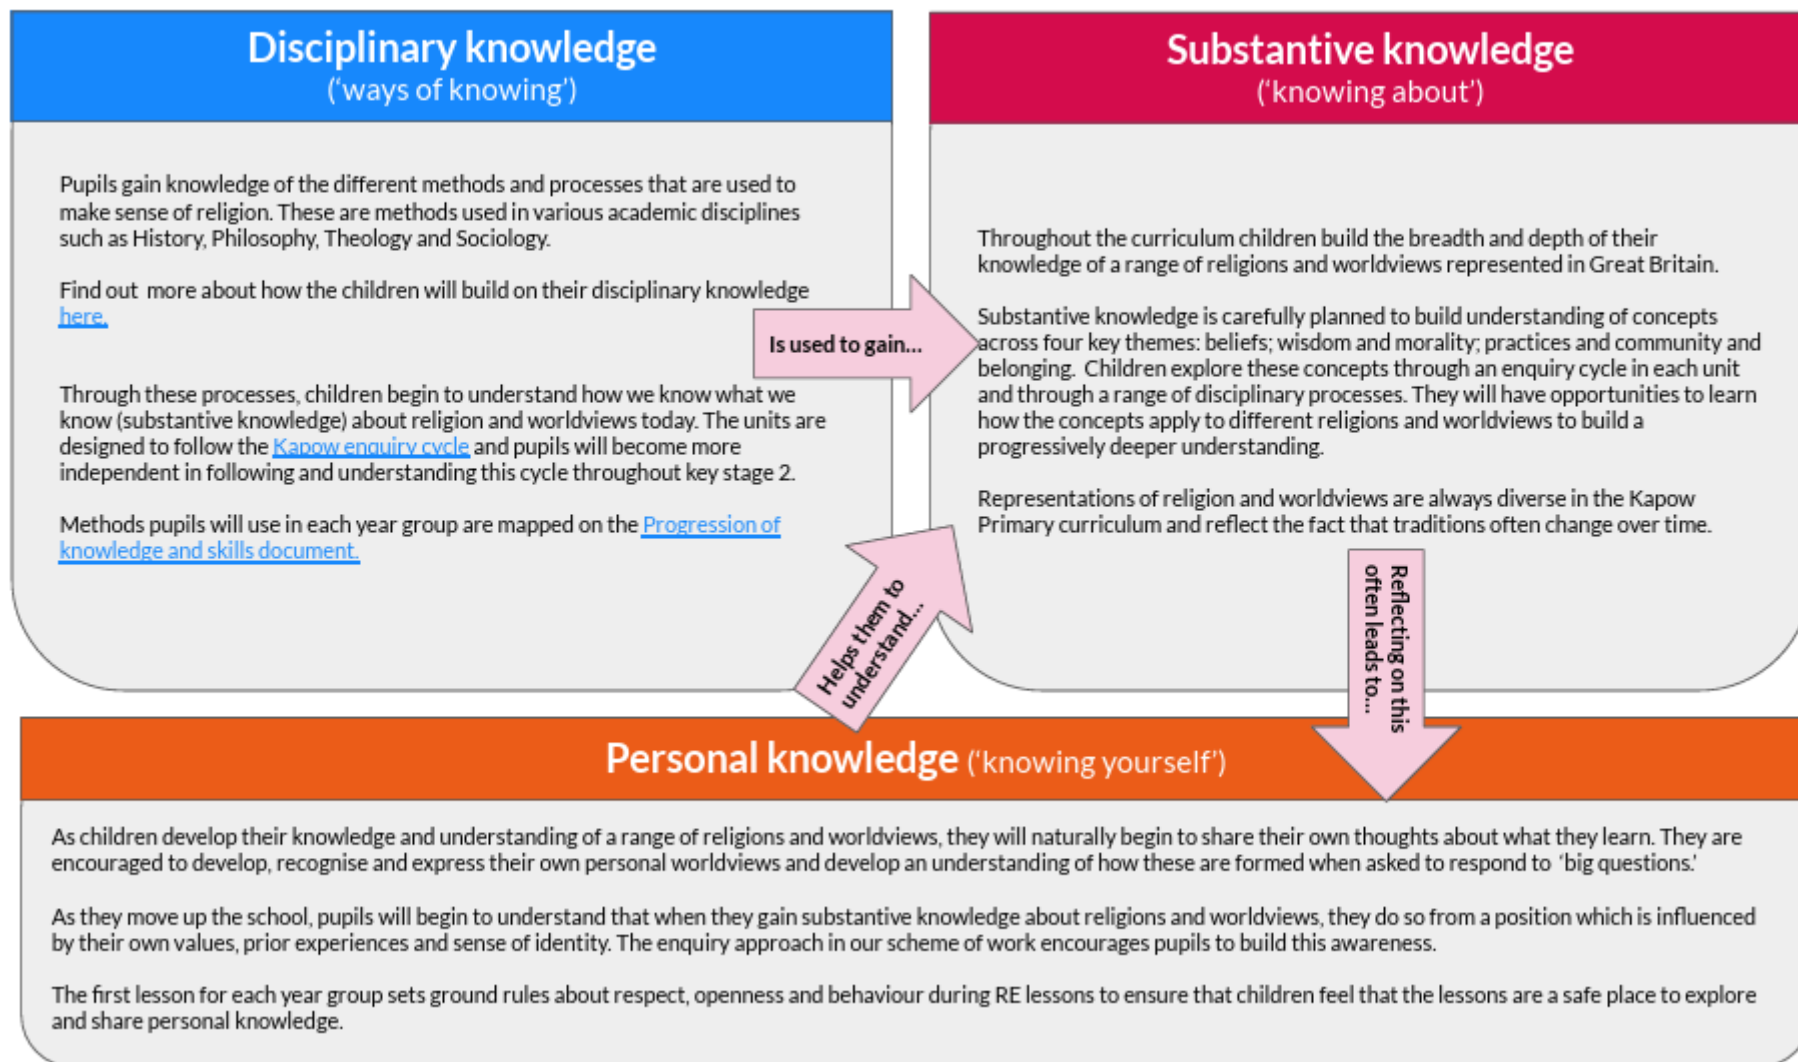 Disciplinary knowledge
(‘ways of knowing’)
Pupils gain knowledge of the different methods and processes that are used to
make sense of religion. These are methods used in various academic disciplines
such as History, Philosophy, Theology and Sociology.
Find out  more about how the children will build on their disciplinary knowledge
here.
Through these processes, children begin to understand how we know what we
know (substantive knowledge) about religion and worldviews today. The units are
designed to follow the Kapow enquiry cycle and pupils will become more
independent in following and understanding this cycle throughout key stage 2.
Methods pupils will use in each year group are mapped on the Progression of
knowledge and skills document.
Is used to gain...
Substantive knowledge
(‘knowing about’)
Throughout the curriculum children build the breadth and depth of their
knowledge of a range of religions and worldviews represented in Great Britain.
Substantive knowledge is carefully planned to build understanding of concepts
across four key themes: beliefs; wisdom and morality; practices and community and
belonging.  Children explore these concepts through an enquiry cycle in each unit
and through a range of disciplinary processes. They will have opportunities to learn
how the concepts apply to different religions and worldviews to build a
progressively deeper understanding.
Representations of religion and worldviews are always diverse in the Kapow
Primary curriculum and reflect the fact that traditions often change over time.
Helps them to
understand...
Reflecting on this
often leads to...
Personal knowledge (‘knowing yourself’)
As children develop their knowledge and understanding of a range of religions and worldviews, they will naturally begin to share their own thoughts about what they learn. They are
encouraged to develop, recognise and express their own personal worldviews and develop an understanding of how these are formed when asked to respond to  ‘big questions.’
As they move up the school, pupils will begin to understand that when they gain substantive knowledge about religions and worldviews, they do so from a position which is influenced
by their own values, prior experiences and sense of identity. The enquiry approach in our scheme of work encourages pupils to build this awareness.
The first lesson for each year group sets ground rules about respect, openness and behaviour during RE lessons to ensure that children feel that the lessons are a safe place to explore
and share personal knowledge.